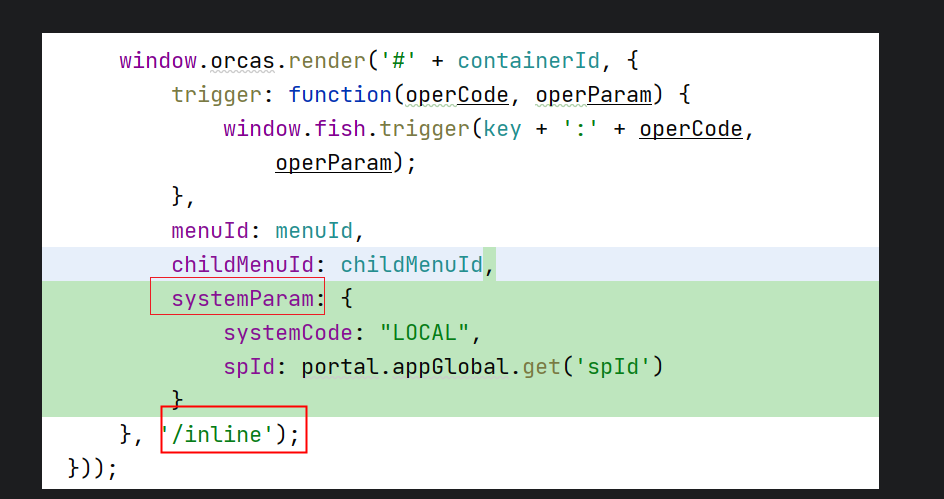 window.orcas.render('#' + containerId, {
trigger: function(operCode, operParam) {
window.fish.trigger(key + ':' + operCode,
operParam);
},
menuId: menuId,
childMenuId: childMenuId,
systemParam: {
systemCode: "LOCAL",
spId: portal.appGlobal.get('spId')
}
}, '/inline');
}));